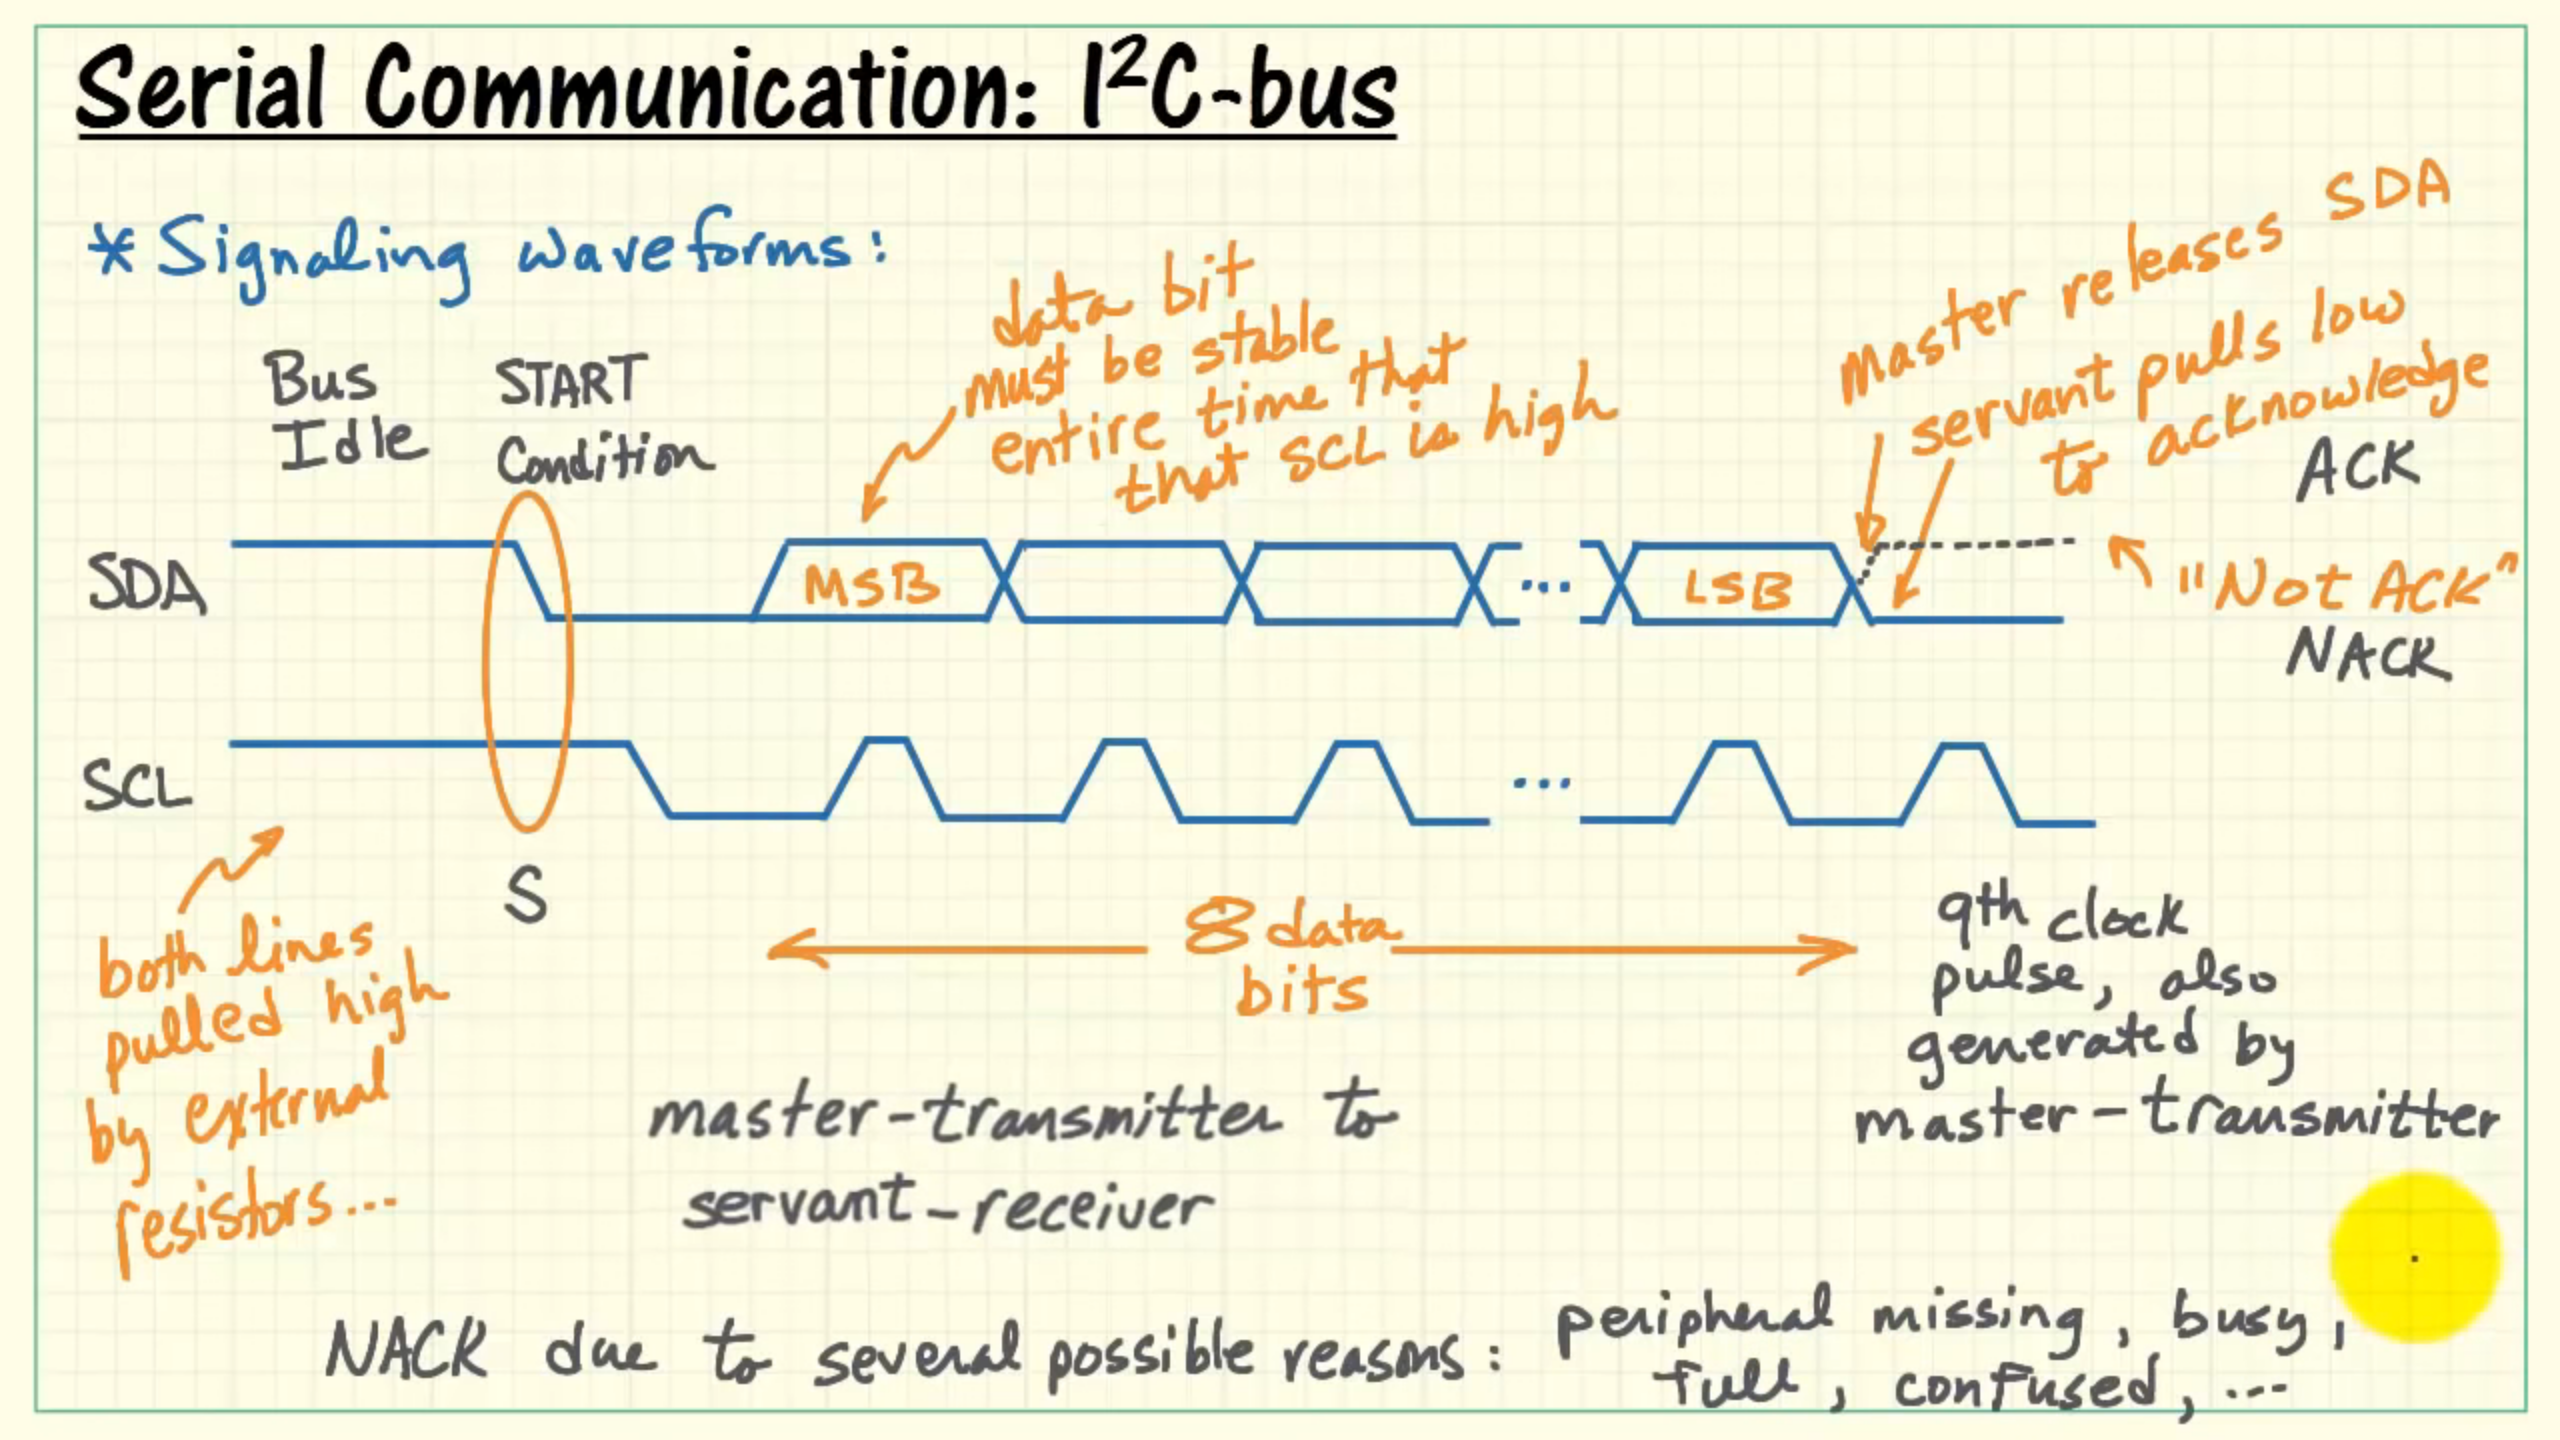 Serial Communication: I²C-bus
* Signaling waveforms:
Bus
Idle
START
Condition
data bit
must be stable
entire time that
that SCL is high
master releases SDA
servant pulls low
to acknowledge
ACK
SDA
MSB
...
LSB
"Not ACK"
NACK
SCL
...
S
both lines
pulled high
by external
resistors...
8 data
bits
9th clock
pulse, also
generated by
master-transmitter
master-transmitter to
servant-receiver
NACK due to several possible reasons:
peripheral missing, busy,
full, confused, ...